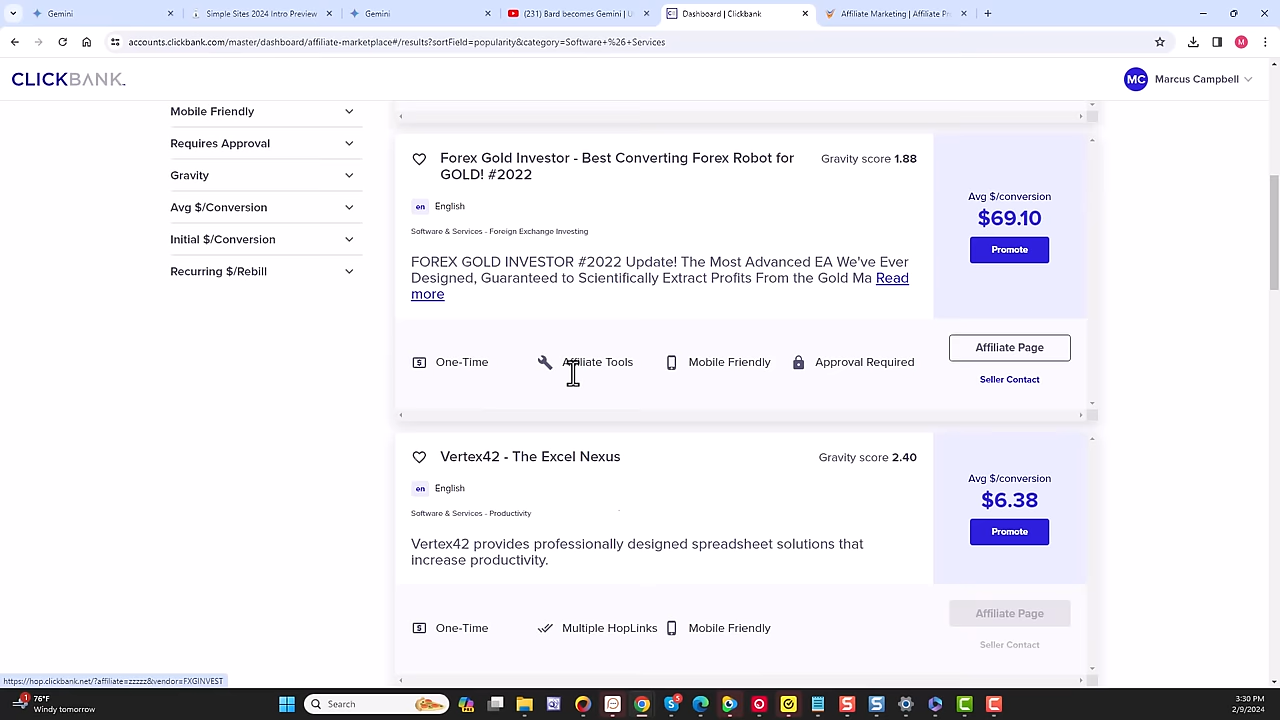 Gemini
Simple Sites 2024 Intro Preview
Gemini
(231) Bard becomes Gemini | U
Dashboard | Clickbank
Affiliate Marketing | Affiliate P
accounts.clickbank.com/master/dashboard/affiliate-marketplace#/results?sortField=popularity&category=Software+%26+Services
M
CLICKBANK
MC
Marcus Campbell
Mobile Friendly
Requires Approval
Gravity
Avg $/Conversion
Initial $/Conversion
Recurring $/Rebill
Forex Gold Investor - Best Converting Forex Robot for
GOLD! #2022
Gravity score 1.88
en English
Software & Services - Foreign Exchange Investing
FOREX GOLD INVESTOR #2022 Update! The Most Advanced EA We've Ever
Designed, Guaranteed to Scientifically Extract Profits From the Gold Ma Read
more
Avg $/conversion
$69.10
Promote
One-Time
Affiliate Tools
Mobile Friendly
Approval Required
Affiliate Page
Seller Contact
Vertex42 - The Excel Nexus
Gravity score 2.40
en English
Software & Services - Productivity
Vertex42 provides professionally designed spreadsheet solutions that
increase productivity.
Avg $/conversion
$6.38
Promote
One-Time
Multiple HopLinks
Mobile Friendly
Affiliate Page
Seller Contact
https://hop.clickbank.net/?affiliate=zzzzz&vendor=FXGINVEST
1
76°F
Windy tomorrow
Search
3:30 PM
2/9/2024